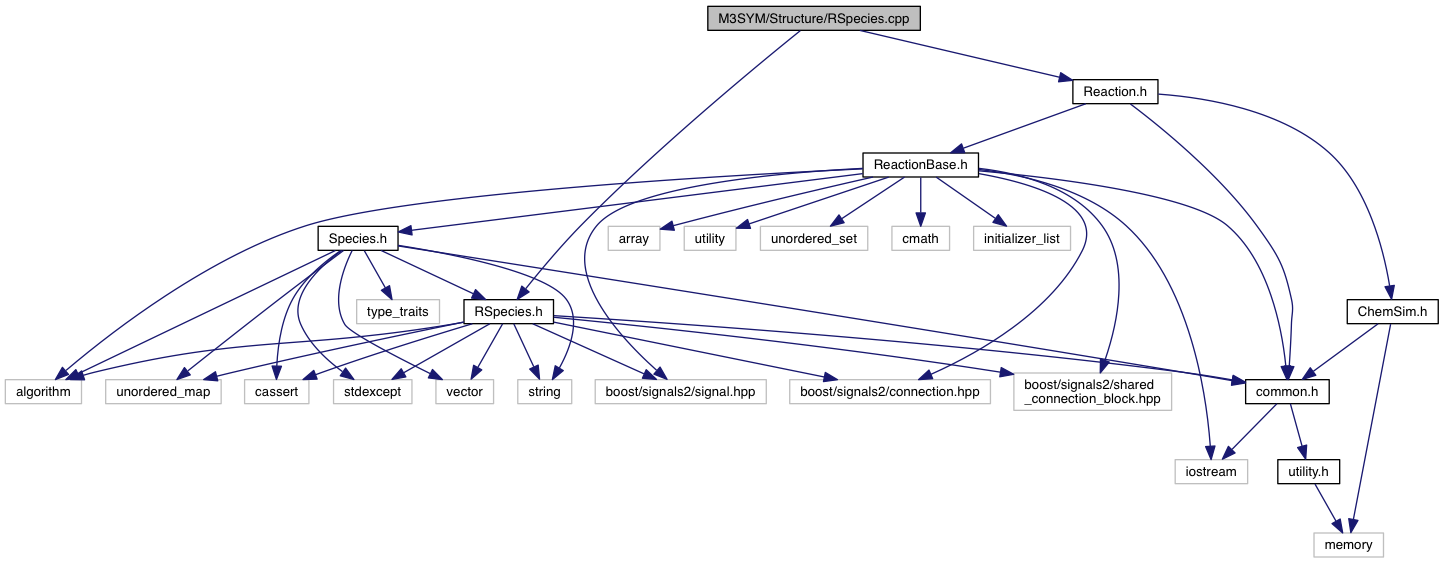 M3SYM/Structure/RSpecies.cpp
Reaction.h
ReactionBase.h
Species.h
array
utility
unordered_set
cmath
initializer_list
type_traits
RSpecies.h
ChemSim.h
algorithm
unordered_map
cassert
stdexcept
vector
string
boost/signals2/signal.hpp
boost/signals2/connection.hpp
boost/signals2/shared
_connection_block.hpp
common.h
iostream
utility.h
memory